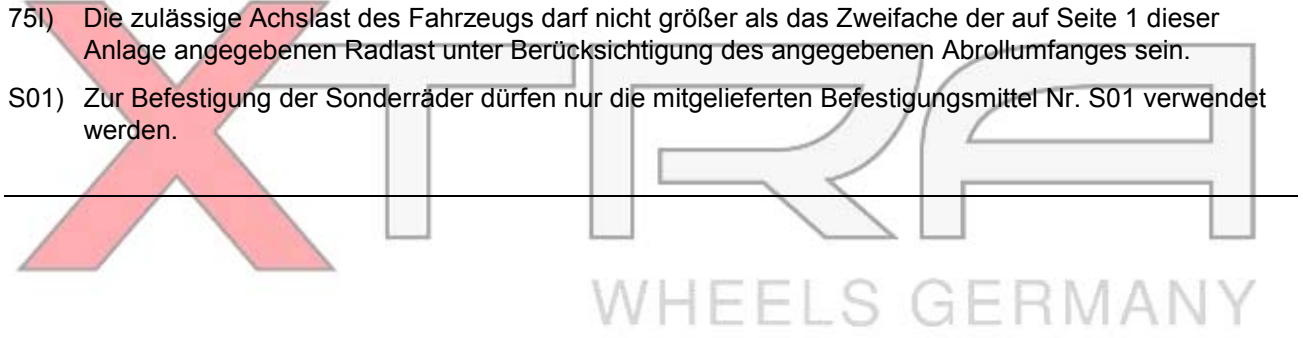 75I) Die zulässige Achslast des Fahrzeugs darf nicht größer als das Zweifache der auf Seite 1 dieser
Anlage angegebenen Radlast unter Berücksichtigung des angegebenen Abrollumfanges sein.
S01) Zur Befestigung der Sonderräder dürfen nur die mitgelieferten Befestigungsmittel Nr. S01 verwendet
werden.
XTRA
WHEELS GERMANY